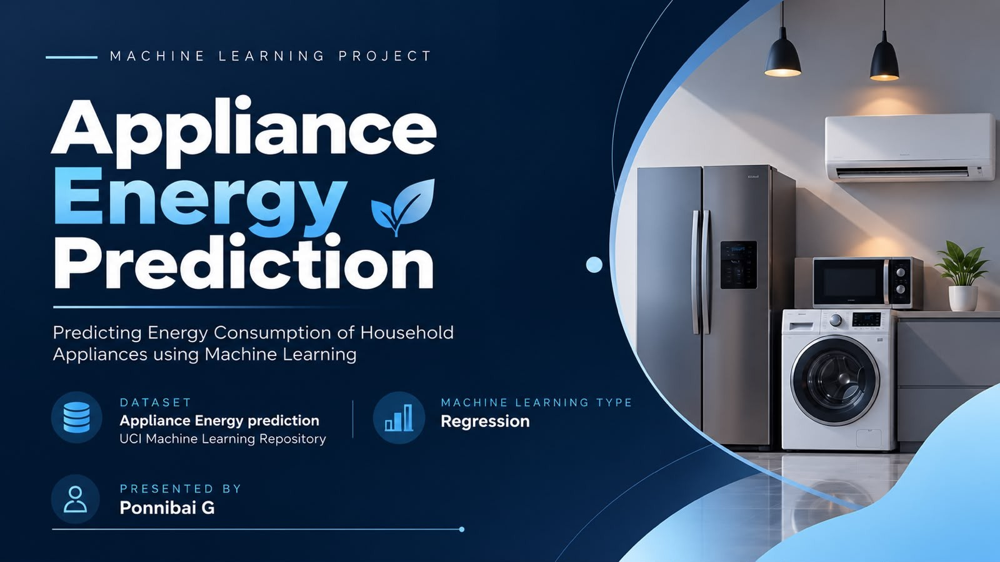 MACHINE LEARNING PROJECT
Appliance
Energy
Prediction
Predicting Energy Consumption of Household
Appliances using Machine Learning
DATASET
Appliance Energy prediction
UCI Machine Learning Repository
MACHINE LEARNING TYPE
Regression
PRESENTED BY
Ponnibai G